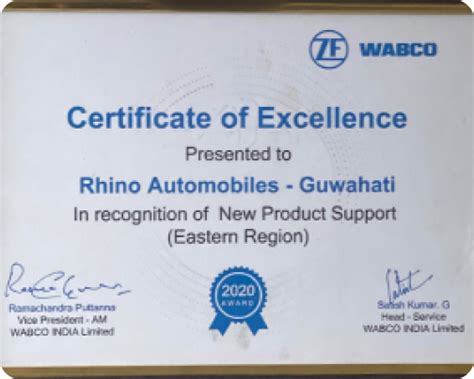 ZF WABCO
Certificate of Excellence
Presented to
Rhino Automobiles - Guwahati
In recognition of New Product Support
(Eastern Region)
2020
AWARD
Ramachandra Puttanna
Vice President - AM
WABCO INDIA Limited
Satish Kumar. G
Head - Service
WABCO INDIA Limited